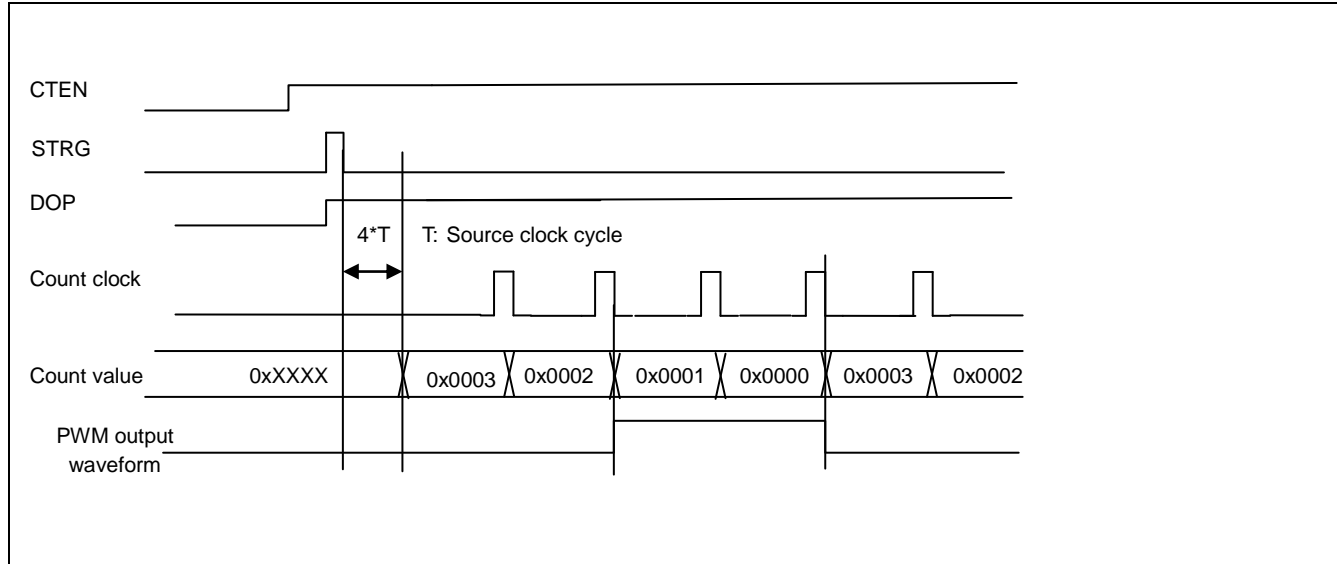 CTEN
STRG
DOP
4*T T: Source clock cycle
Count clock
Count value 0xXXXX 0x0003 0x0002 0x0001 0x0000 0x0003 0x0002
PWM output
waveform